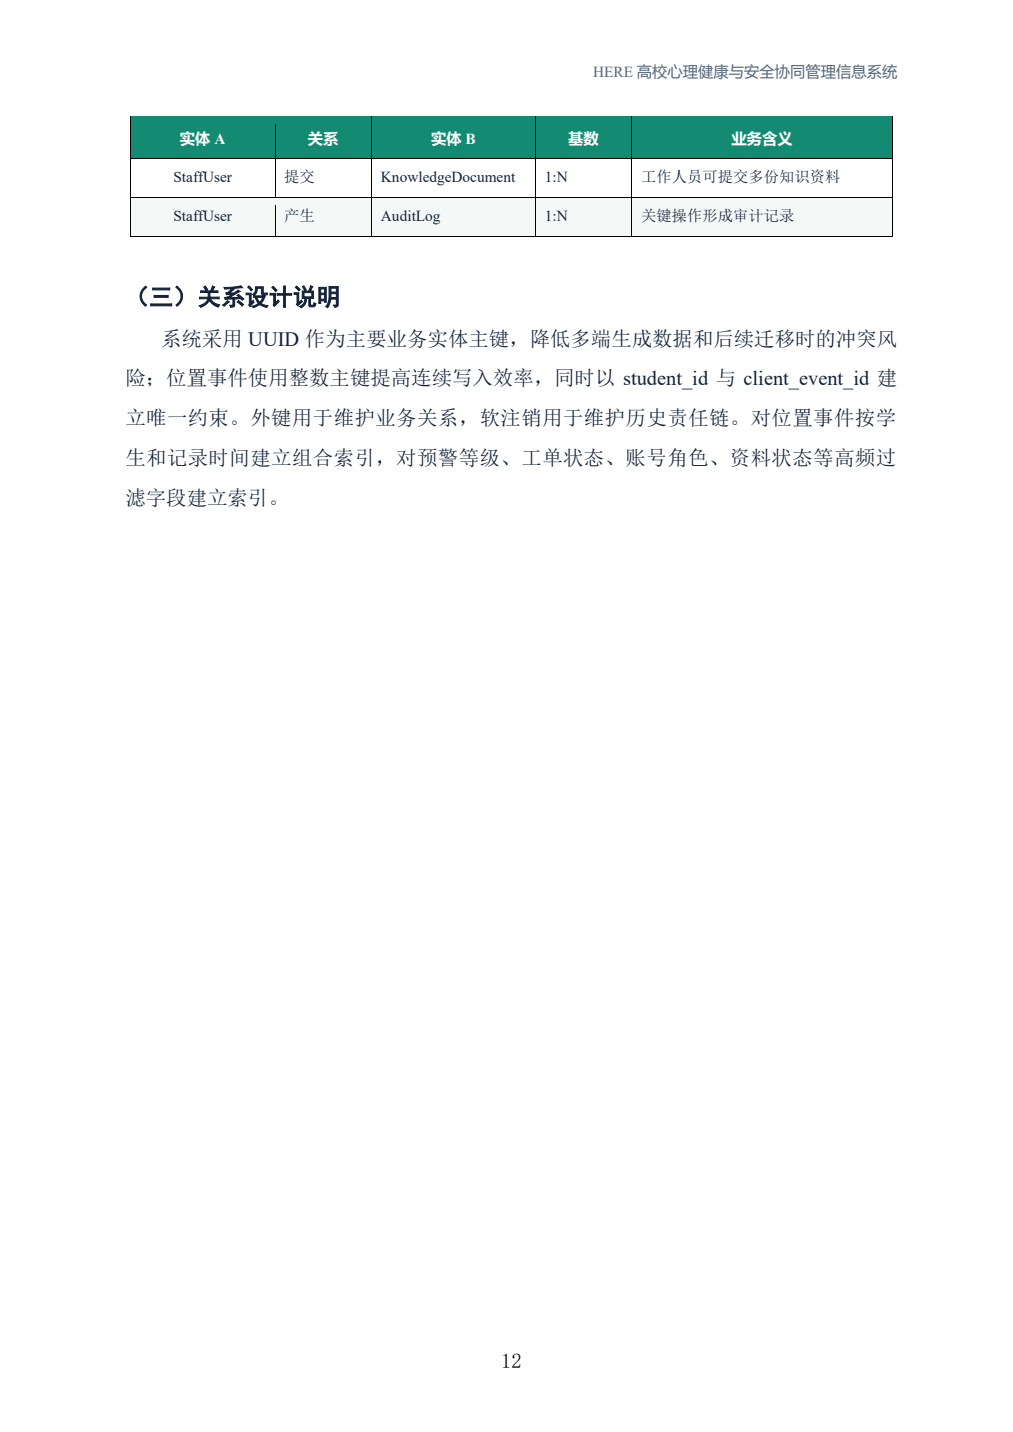 HERE 高校心理健康与安全协同管理信息系统
实体 A 关系 实体 B 基数 业务含义
StaffUser 提交 KnowledgeDocument 1:N 工作人员可提交多份知识资料
StaffUser 产生 AuditLog 1:N 关键操作形成审计记录
（三）关系设计说明
系统采用 UUID 作为主要业务实体主键，降低多端生成数据和后续迁移时的冲突风
险；位置事件使用整数主键提高连续写入效率，同时以 student_id 与 client_event_id 建
立唯一约束。外键用于维护业务关系，软注销用于维护历史责任链。对位置事件按学
生和记录时间建立组合索引，对预警等级、工单状态、账号角色、资料状态等高频过
滤字段建立索引。
12